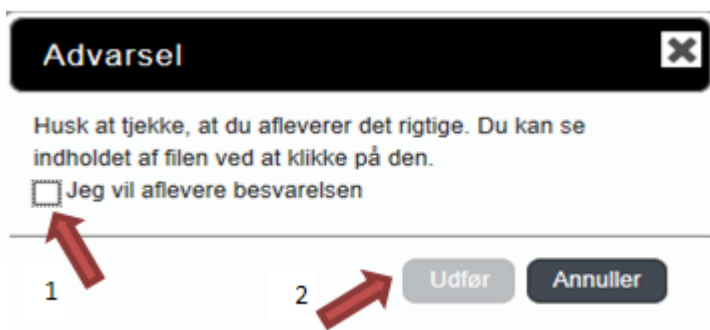 Advarsel
Husk at tjekke, at du afleverer det rigtige. Du kan se
indholdet af filen ved at klikke på den.
Jeg vil aflevere besvarelsen
1
2
Udfør
Annuller